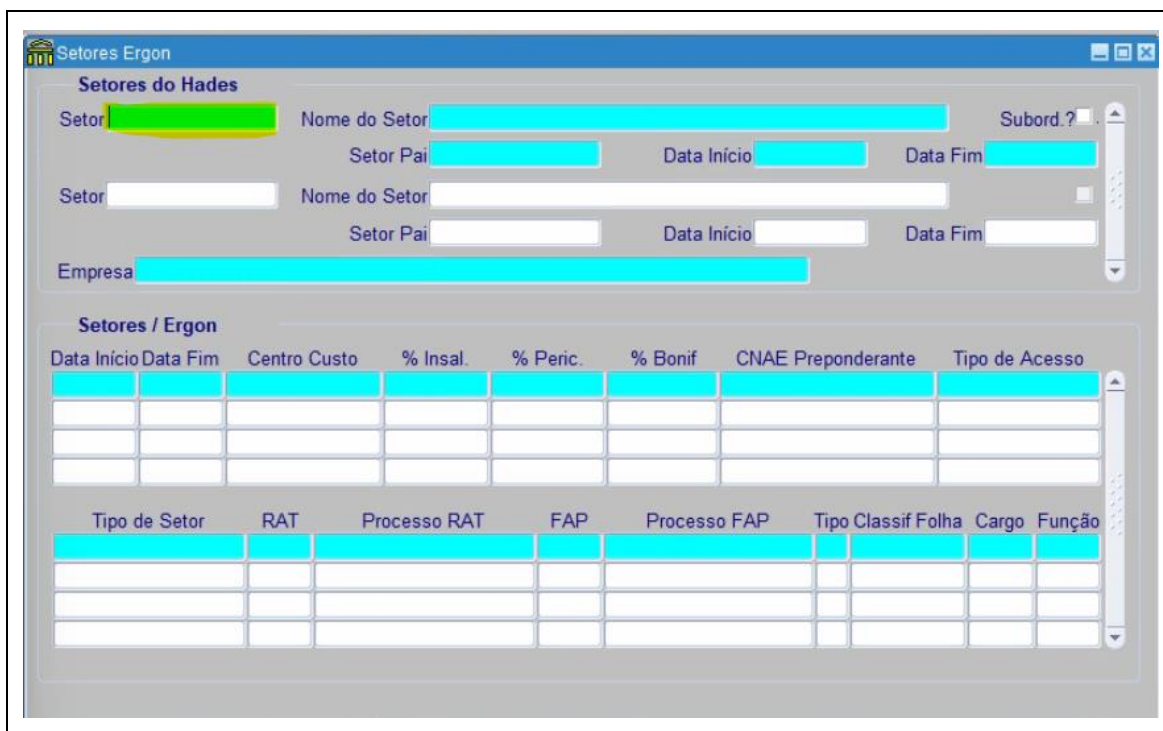 Setores Ergon
Setores do Hades
Setor Nome do Setor Subord.? .
Setor Pai Data Início Data Fim
Setor Nome do Setor
Setor Pai Data Início Data Fim
Empresa
Setores / Ergon
Data Início Data Fim Centro Custo % Insal. % Peric. % Bonif CNAE Preponderante Tipo de Acesso
Tipo de Setor RAT Processo RAT FAP Processo FAP Tipo Classif Folha Cargo Função